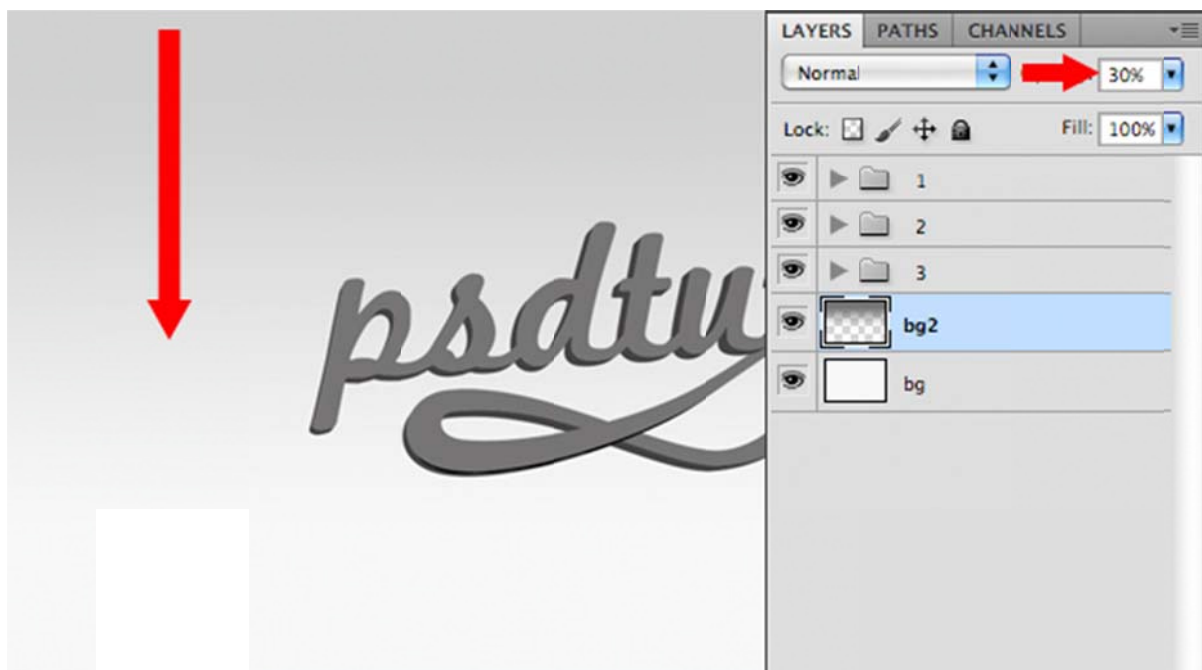 LAYERS PATHS CHANNELS
Normal 30%
Lock: Fill: 100%
1
2
3
bg2
bg
psdtu